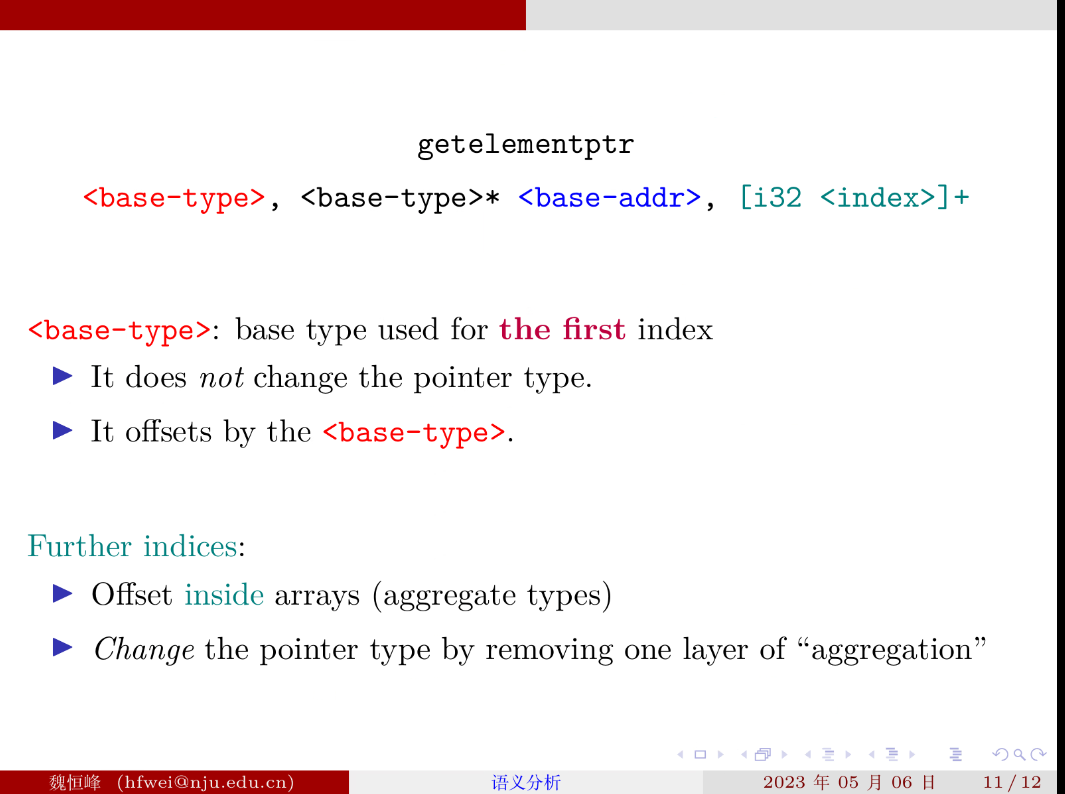 getelementptr
<base-type>, <base-type>* <base-addr>, [i32 <index>]+
<base-type>: base type used for the first index
▶ It does not change the pointer type.
▶ It offsets by the <base-type>.
Further indices:
▶ Offset inside arrays (aggregate types)
▶ Change the pointer type by removing one layer of “aggregation”
魏恒峰 (hfwei@nju.edu.cn) 语义分析 2023 年 05 月 06 日 11 / 12